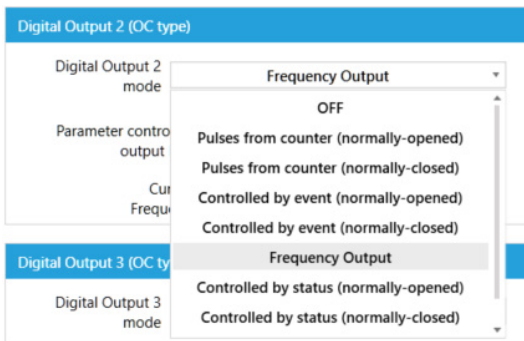 Digital Output 2 (OC type)
Digital Output 2
mode
Frequency Output
OFF
Parameter contro
output
Pulses from counter (normally-opened)
Pulses from counter (normally-closed)
Cur
Frequ
Controlled by event (normally-opened)
Controlled by event (normally-closed)
Frequency Output
Controlled by status (normally-opened)
Controlled by status (normally-closed)
Digital Output 3 (OC ty
Digital Output 3
mode